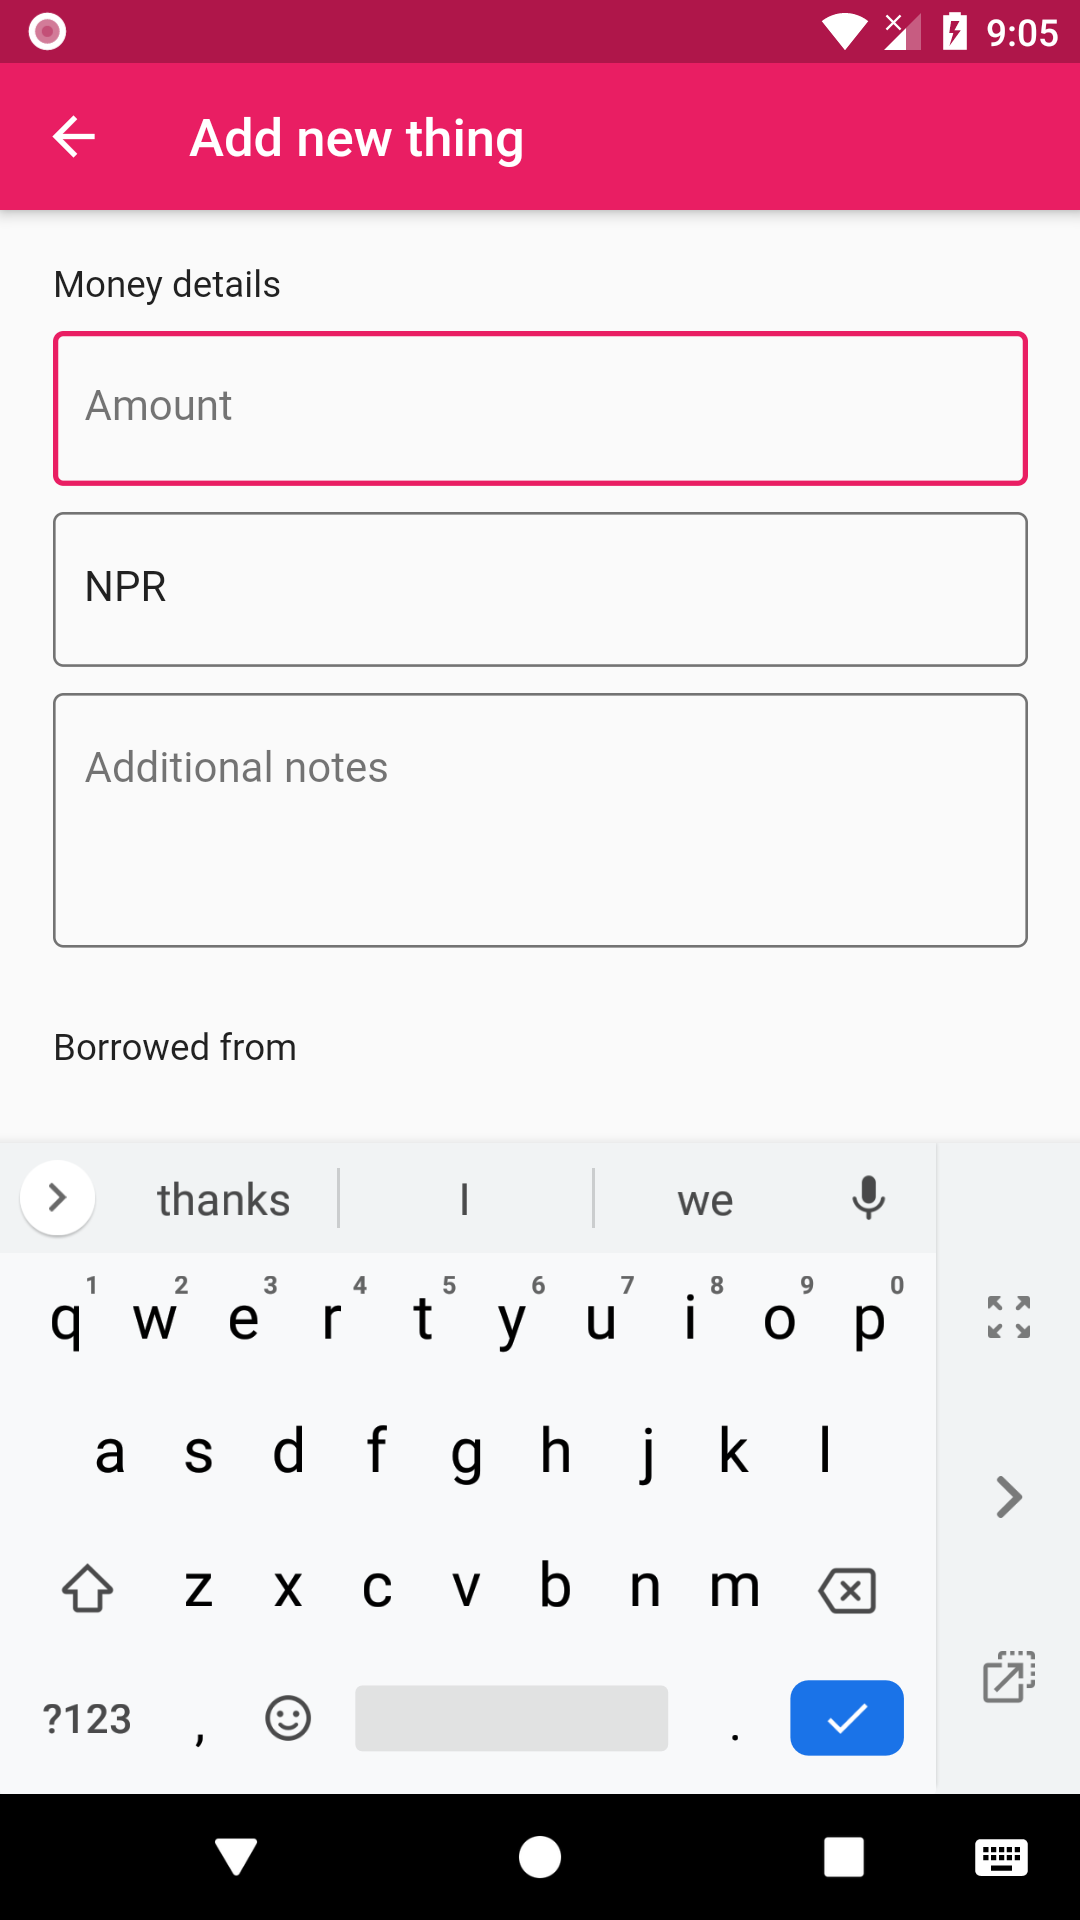 9:05
Add new thing
Money details
Amount
NPR
Additional notes
Borrowed from
thanks I we
1 2 3 4 5 6 7 8 9 0
q w e r t y u i o p
a s d f g h j k l
z x c v b n m
?123 , .